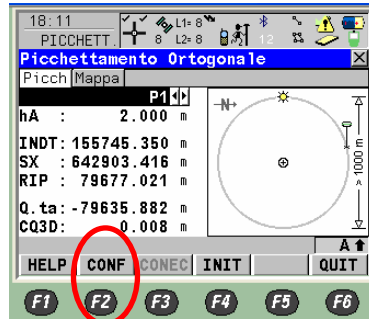 18:11 L1= 8
PICCHETT. 8 L2= 8 12
Picchettamento Ortogonale
Picch Mappa
P1
hA : 2.000 m
N
INDT: 155745.350 m
SX : 642903.416 m
RIP : 79677.021 m
1000 m
Q.ta:-79635.882 m
CQ3D: 0.008 m
A
HELP CONF CONEC INIT QUIT
F1 F2 F3 F4 F5 F6